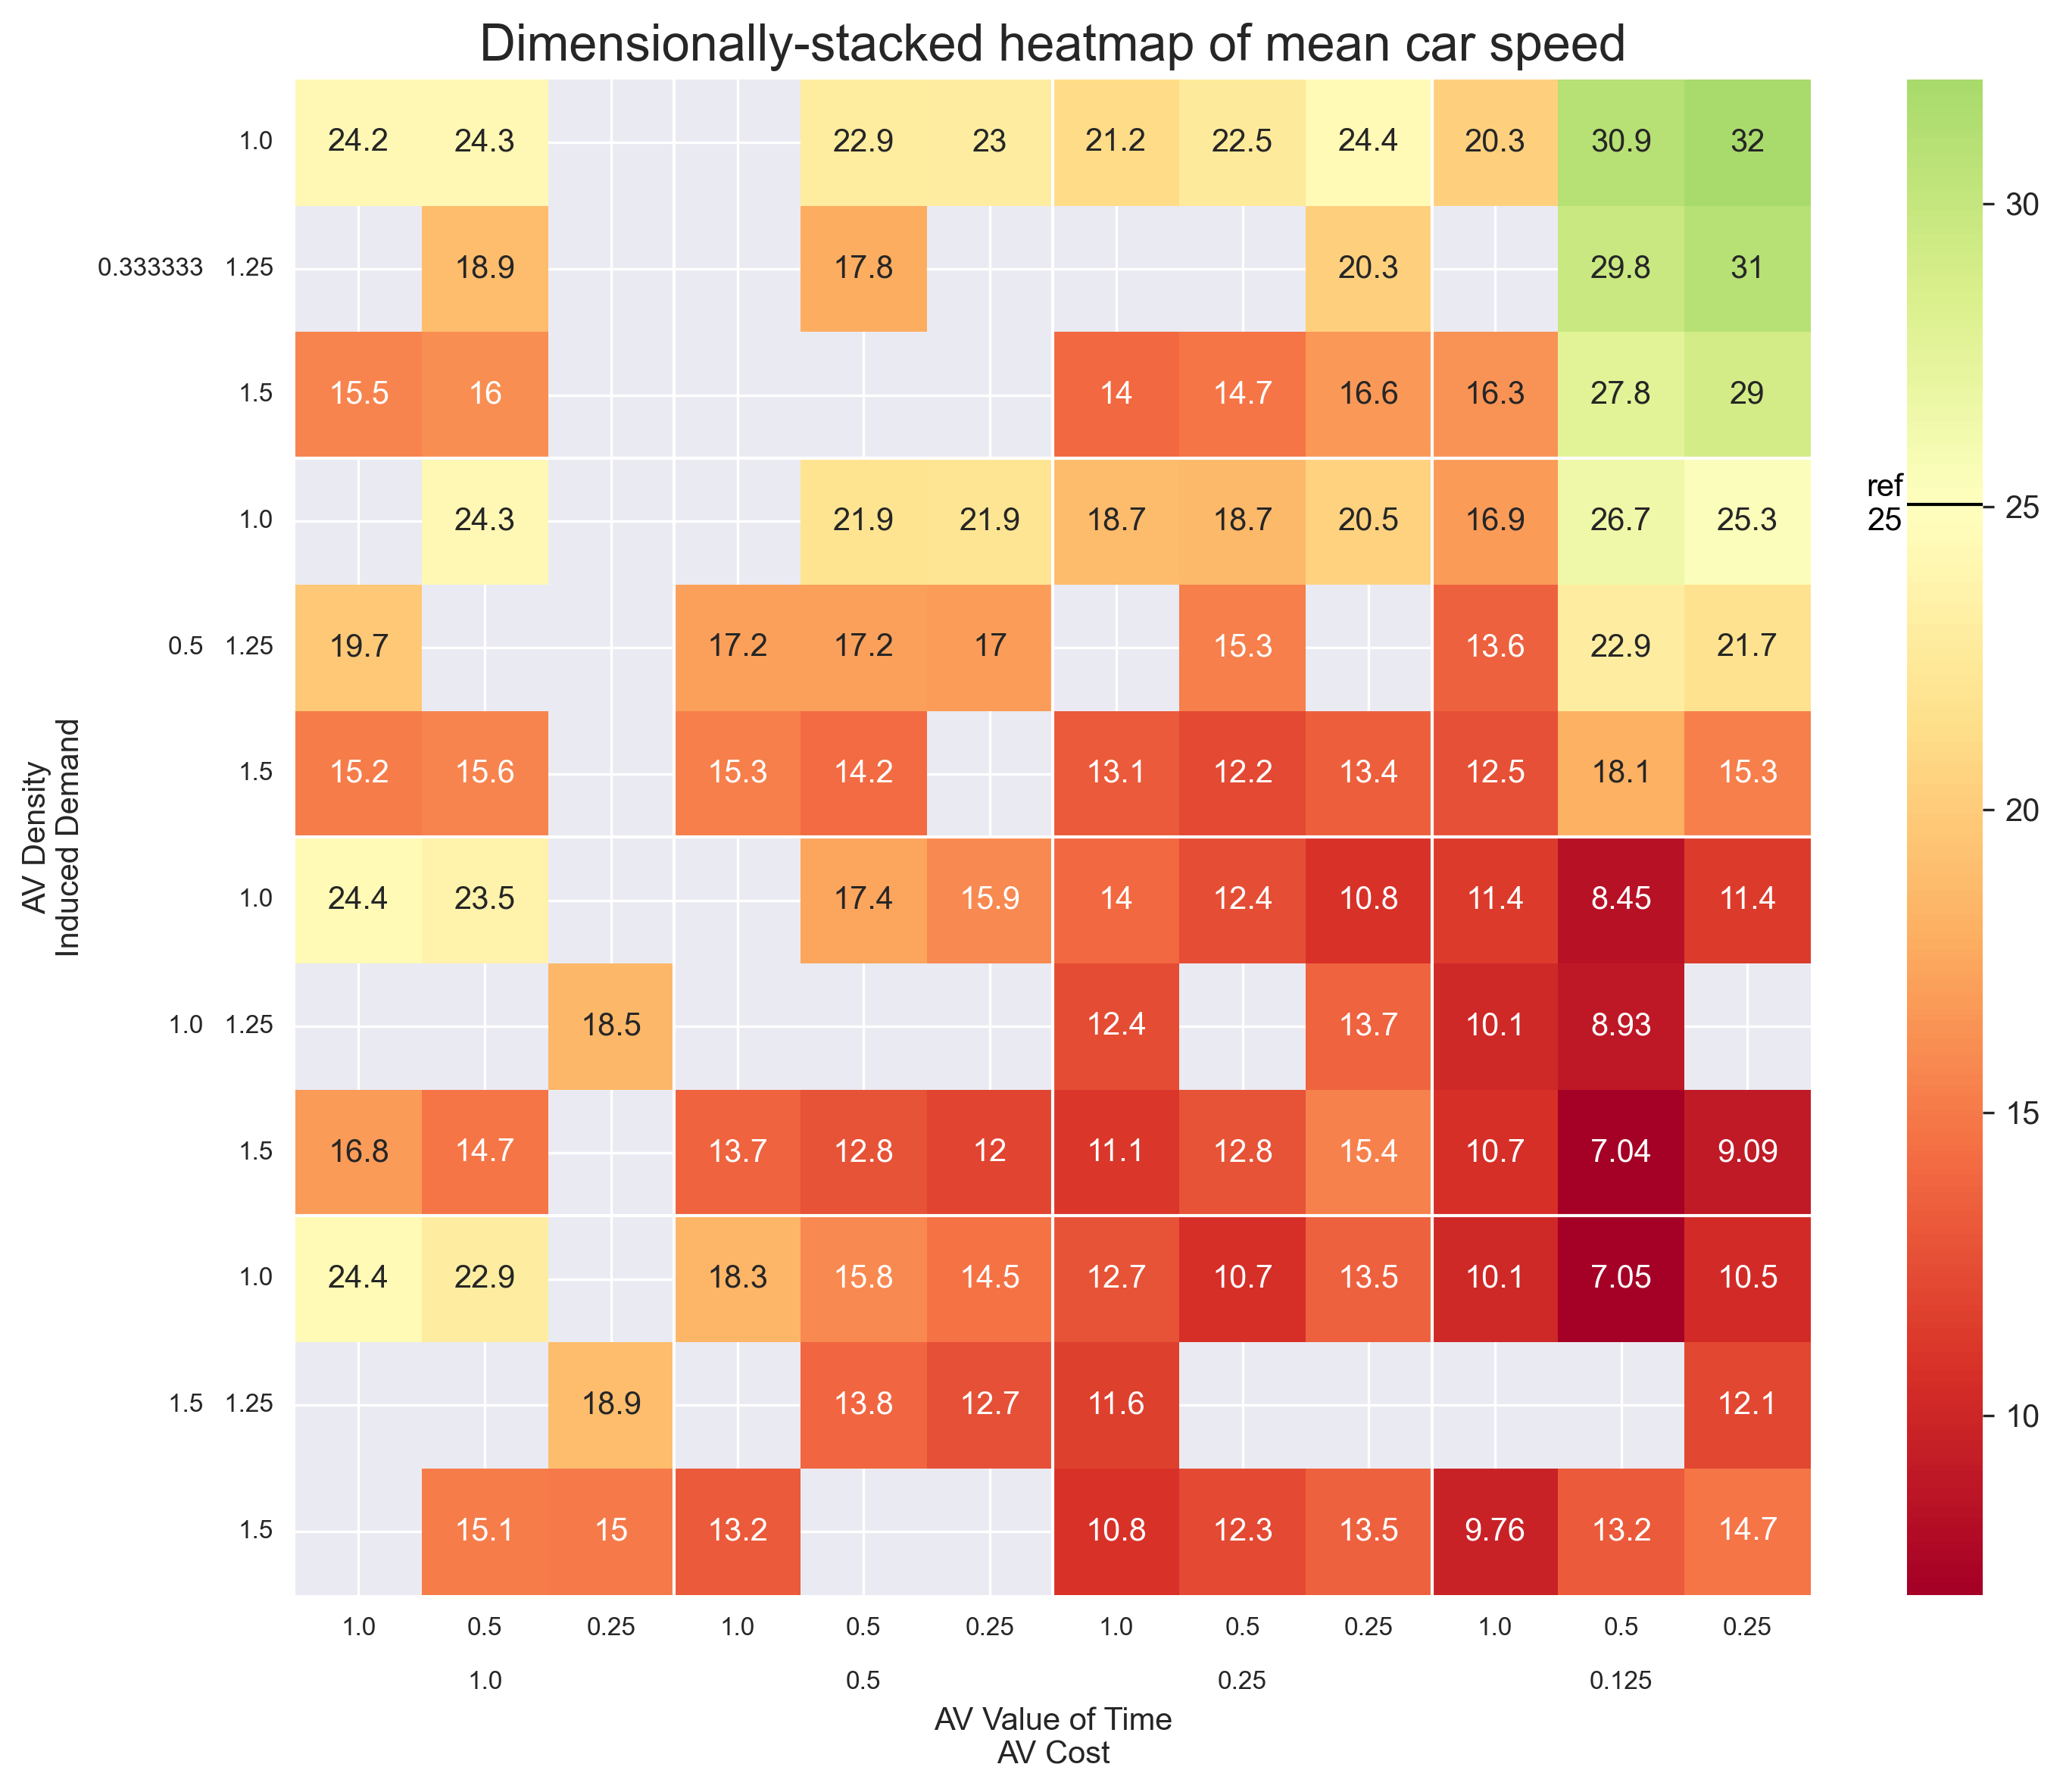 Dimensionally-stacked heatmap of mean car speed
1.0 24.2 24.3 22.9 23 21.2 22.5 24.4 20.3 30.9 32
30
0.333333 1.25 18.9 17.8 20.3 29.8 31
1.5 15.5 16 14 14.7 16.6 16.3 27.8 29
ref
25
25
1.0 24.3 21.9 21.9 18.7 18.7 20.5 16.9 26.7 25.3
0.5 1.25 19.7 17.2 17.2 17 15.3 13.6 22.9 21.7
1.5 15.2 15.6 15.3 14.2 13.1 12.2 13.4 12.5 18.1 15.3
20
AV Density
Induced Demand
1.0 24.4 23.5 17.4 15.9 14 12.4 10.8 11.4 8.45 11.4
1.0 1.25 18.5 12.4 13.7 10.1 8.93
15
1.5 16.8 14.7 13.7 12.8 12 11.1 12.8 15.4 10.7 7.04 9.09
1.0 24.4 22.9 18.3 15.8 14.5 12.7 10.7 13.5 10.1 7.05 10.5
1.5 1.25 18.9 13.8 12.7 11.6 12.1
10
1.5 15.1 15 13.2 10.8 12.3 13.5 9.76 13.2 14.7
1.0 0.5 0.25 1.0 0.5 0.25 1.0 0.5 0.25 1.0 0.5 0.25
1.0 0.5 0.25 0.125
AV Value of Time
AV Cost